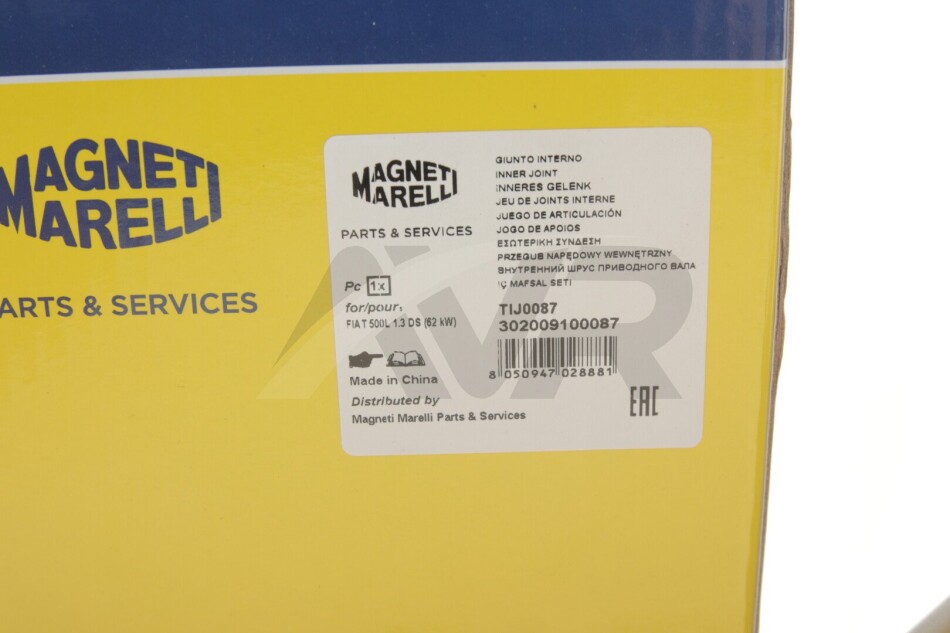 MAGNETI
MARELLI
PARTS & SERVICES
MAGNETI
MARELLI
PARTS & SERVICES
Pc 1x
for/pour:
FIAT 500L 1.3 DS (62 kW)
Made in China
Distributed by
Magneti Marelli Parts & Services
GIUNTO INTERNO
INNER JOINT
INNERES GELENK
JEU DE JOINTS INTERNE
JUEGO DE ARTICULACIÓN
JOGO DE APOIOS
ΕΣΩΤΕΡΙΚΗ ΣΥΝΔΕΣΗ
PRZEGUB NAPĘDOWY WEWNĘTRZNY
ВНУТРЕННИЙ ШРУС ПРИВОДНОГО ВАЛА
İÇ MAFSAL SETİ
TIJ0087
302009100087
8 050947 028881
EAC
AVR